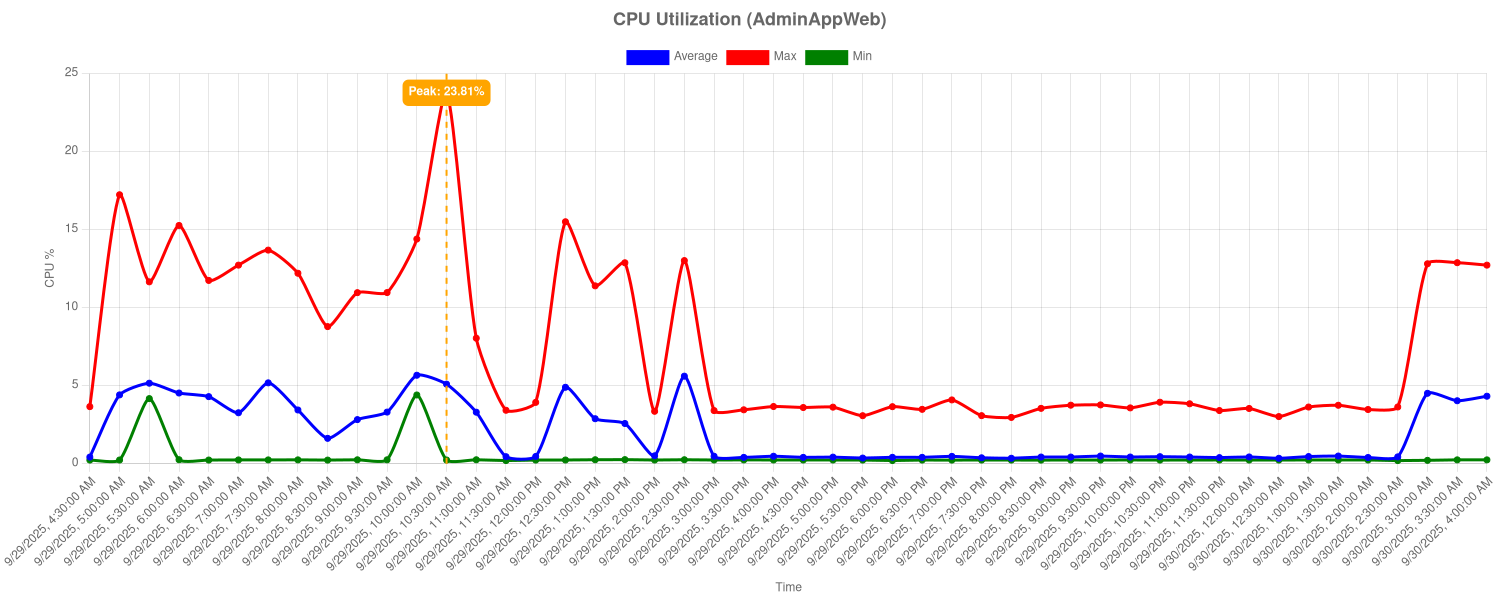 CPU Utilization (AdminAppWeb)
Average Max Min
Peak: 23.81%
CPU %
25
20
15
10
5
0
9/29/2025, 4:30:00 AM
9/29/2025, 5:00:00 AM
9/29/2025, 5:30:00 AM
9/29/2025, 6:00:00 AM
9/29/2025, 6:30:00 AM
9/29/2025, 7:00:00 AM
9/29/2025, 7:30:00 AM
9/29/2025, 8:00:00 AM
9/29/2025, 8:30:00 AM
9/29/2025, 9:00:00 AM
9/29/2025, 9:30:00 AM
9/29/2025, 10:00:00 AM
9/29/2025, 10:30:00 AM
9/29/2025, 11:00:00 AM
9/29/2025, 11:30:00 AM
9/29/2025, 12:00:00 PM
9/29/2025, 12:30:00 PM
9/29/2025, 1:00:00 PM
9/29/2025, 1:30:00 PM
9/29/2025, 2:00:00 PM
9/29/2025, 2:30:00 PM
9/29/2025, 3:00:00 PM
9/29/2025, 3:30:00 PM
9/29/2025, 4:00:00 PM
9/29/2025, 4:30:00 PM
9/29/2025, 5:00:00 PM
9/29/2025, 5:30:00 PM
9/29/2025, 6:00:00 PM
9/29/2025, 6:30:00 PM
9/29/2025, 7:00:00 PM
9/29/2025, 7:30:00 PM
9/29/2025, 8:00:00 PM
9/29/2025, 8:30:00 PM
9/29/2025, 9:00:00 PM
9/29/2025, 9:30:00 PM
9/29/2025, 10:00:00 PM
9/29/2025, 10:30:00 PM
9/29/2025, 11:00:00 PM
9/29/2025, 11:30:00 PM
9/30/2025, 12:00:00 AM
9/30/2025, 12:30:00 AM
9/30/2025, 1:00:00 AM
9/30/2025, 1:30:00 AM
9/30/2025, 2:00:00 AM
9/30/2025, 2:30:00 AM
9/30/2025, 3:00:00 AM
9/30/2025, 3:30:00 AM
9/30/2025, 4:00:00 AM
Time